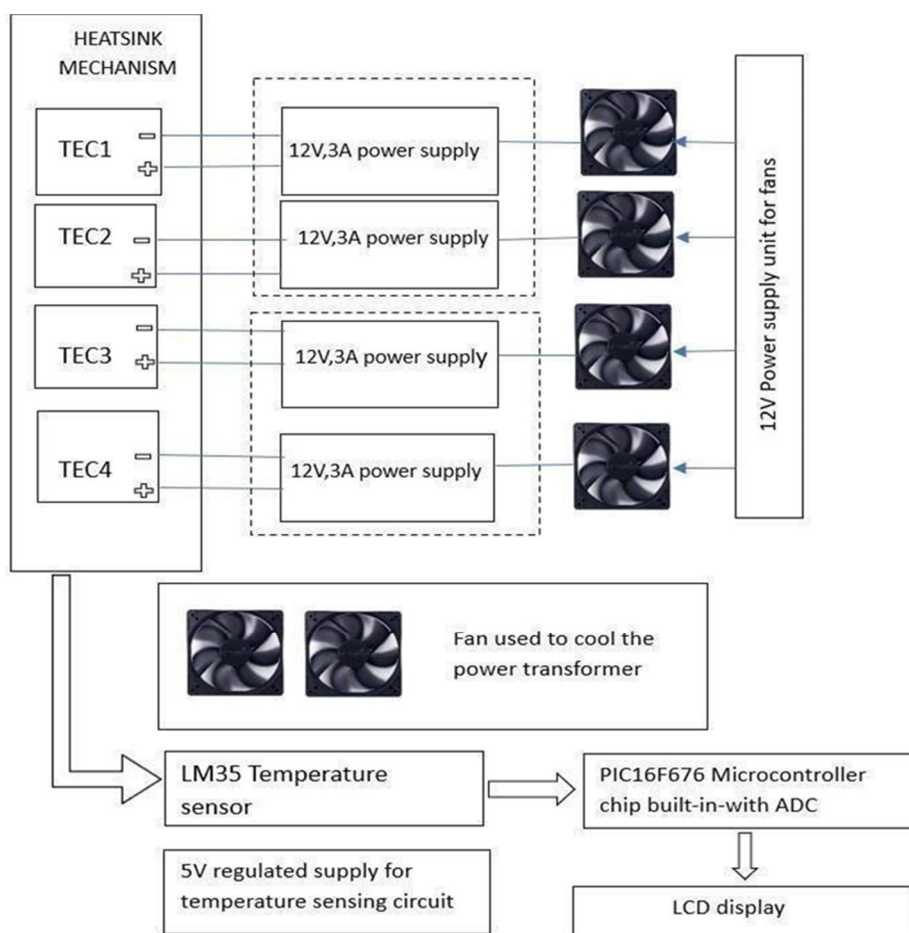 HEATSINK
MECHANISM
TEC1
12V,3A power supply
TEC2
12V,3A power supply
TEC3
12V,3A power supply
TEC4
12V,3A power supply
12V Power supply unit for fans
Fan used to cool the
power transformer
LM35 Temperature
sensor
PIC16F676 Microcontroller
chip built-in-with ADC
5V regulated supply for
temperature sensing circuit
LCD display